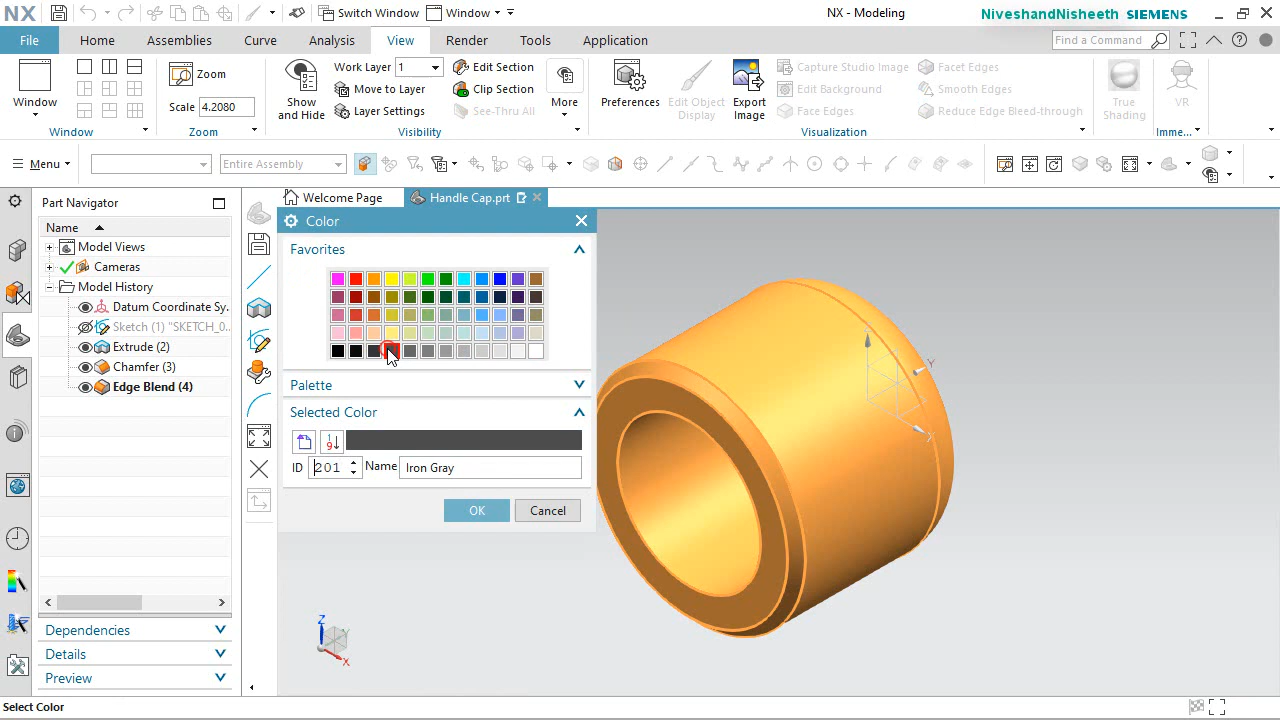 NX
Switch Window
Window
NX - Modeling
NiveshandNisheeth SIEMENS
File
Home
Assemblies
Curve
Analysis
View
Render
Tools
Application
Find a Command
Window
Zoom
Scale 4.2080
Show and Hide
Work Layer 1
Move to Layer
Layer Settings
Edit Section
Clip Section
See-Thru All
More
Preferences
Edit Object Display
Export Image
Capture Studio Image
Edit Background
Face Edges
Facet Edges
Smooth Edges
Reduce Edge Bleed-through
True Shading
VR
Window
Zoom
Visibility
Visualization
Imme...
Menu
Entire Assembly
Part Navigator
Name
Model Views
Cameras
Model History
Datum Coordinate Sy...
Sketch (1) "SKETCH_0...
Extrude (2)
Chamfer (3)
Edge Blend (4)
Dependencies
Details
Preview
Welcome Page
Handle Cap.prt
Color
Favorites
Palette
Selected Color
ID 201
Name Iron Gray
OK
Cancel
Y
X
Z
Y
X
Select Color